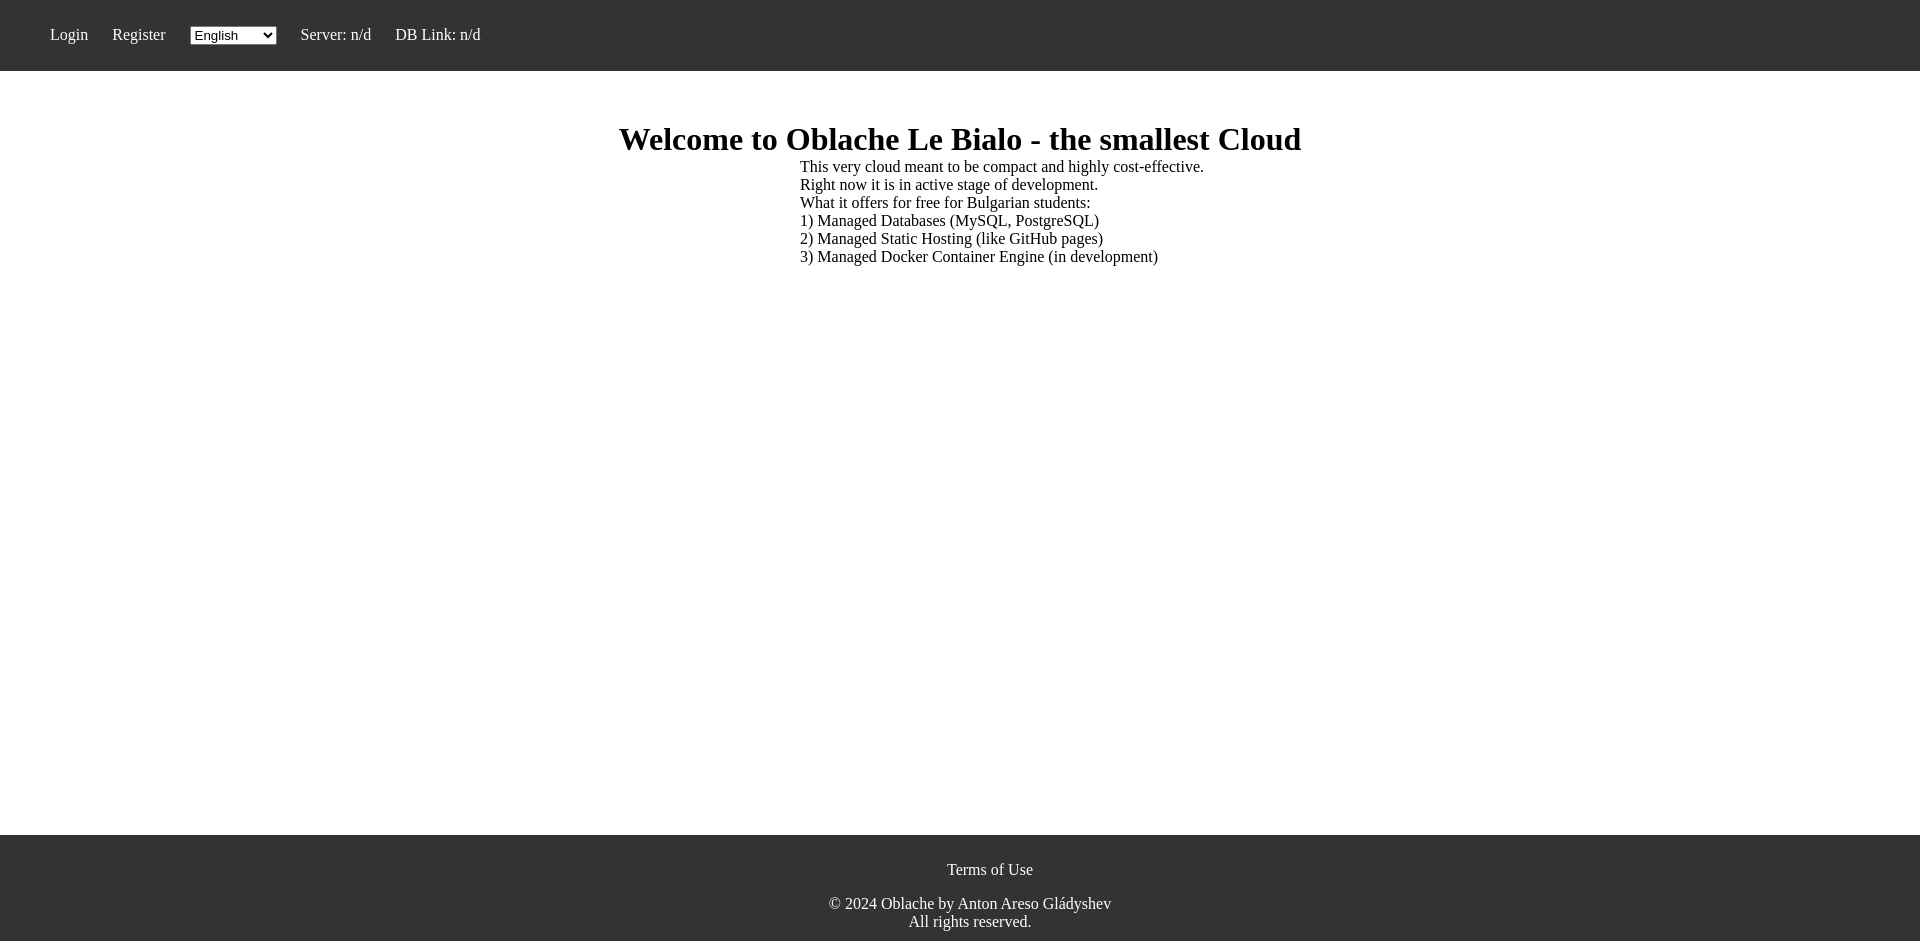 Login Register English Server: n/d DB Link: n/d
Welcome to Oblache Le Bialo - the smallest Cloud
This very cloud meant to be compact and highly cost-effective.
Right now it is in active stage of development.
What it offers for free for Bulgarian students:
1) Managed Databases (MySQL, PostgreSQL)
2) Managed Static Hosting (like GitHub pages)
3) Managed Docker Container Engine (in development)
Terms of Use
© 2024 Oblache by Anton Areso Gládyshev
All rights reserved.